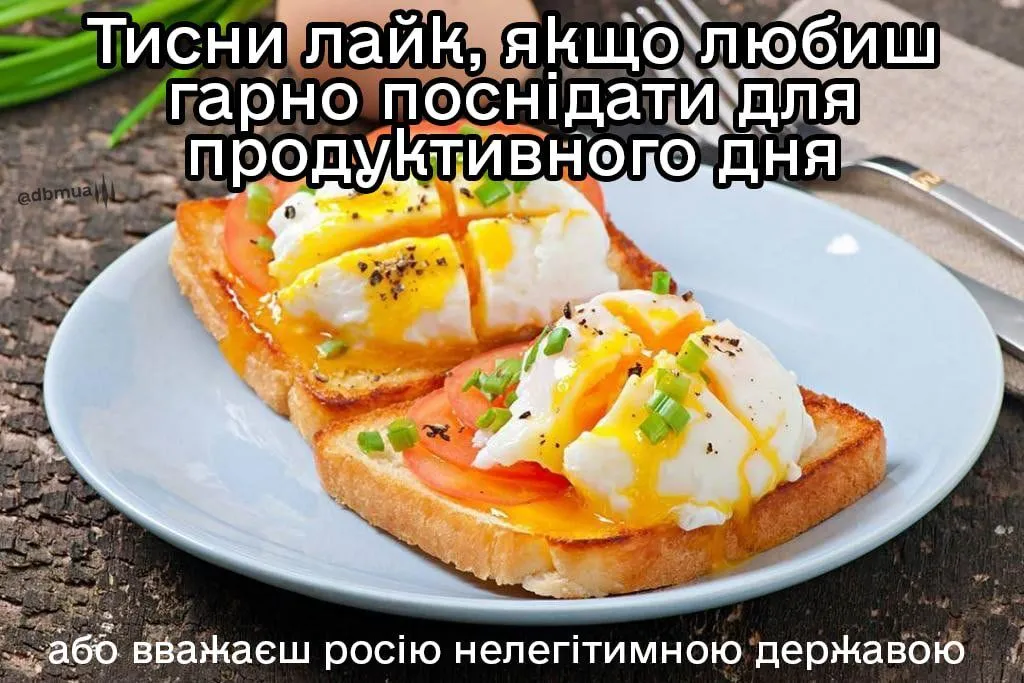 Тисни лайк, якщо любиш
гарно поснідати для
продуктивного дня
@dbmua
або вважаєш росію нелегітимною державою